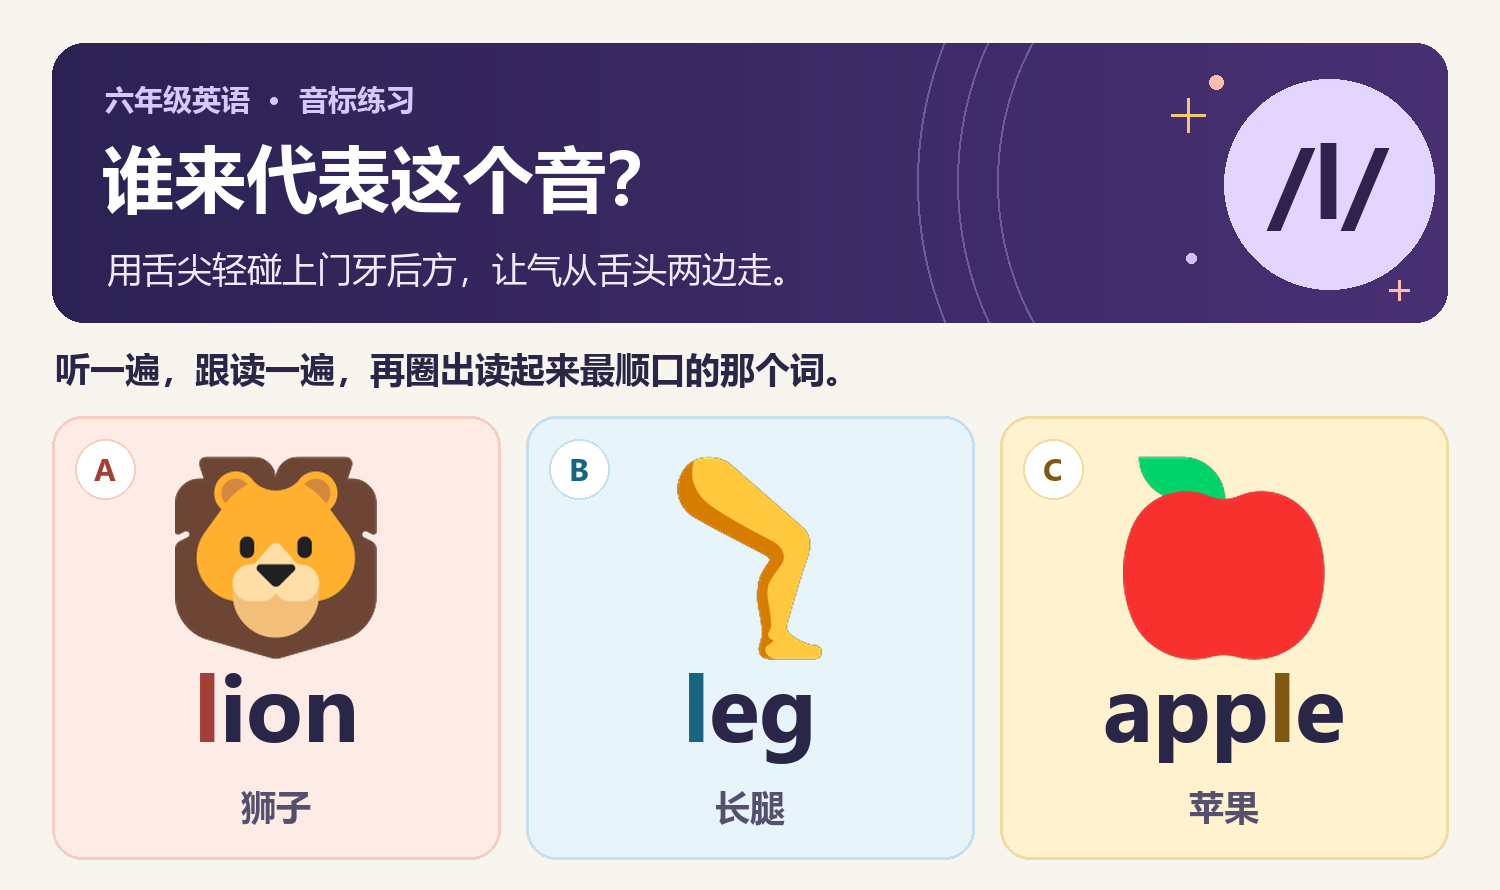 六年级英语 • 音标练习
谁来代表这个音？
用舌尖轻碰上门牙后方，让气从舌头两边走。
/l/
听一遍，跟读一遍，再圈出读起来最顺口的那个词。
A
lion
狮子
B
leg
长腿
C
apple
苹果